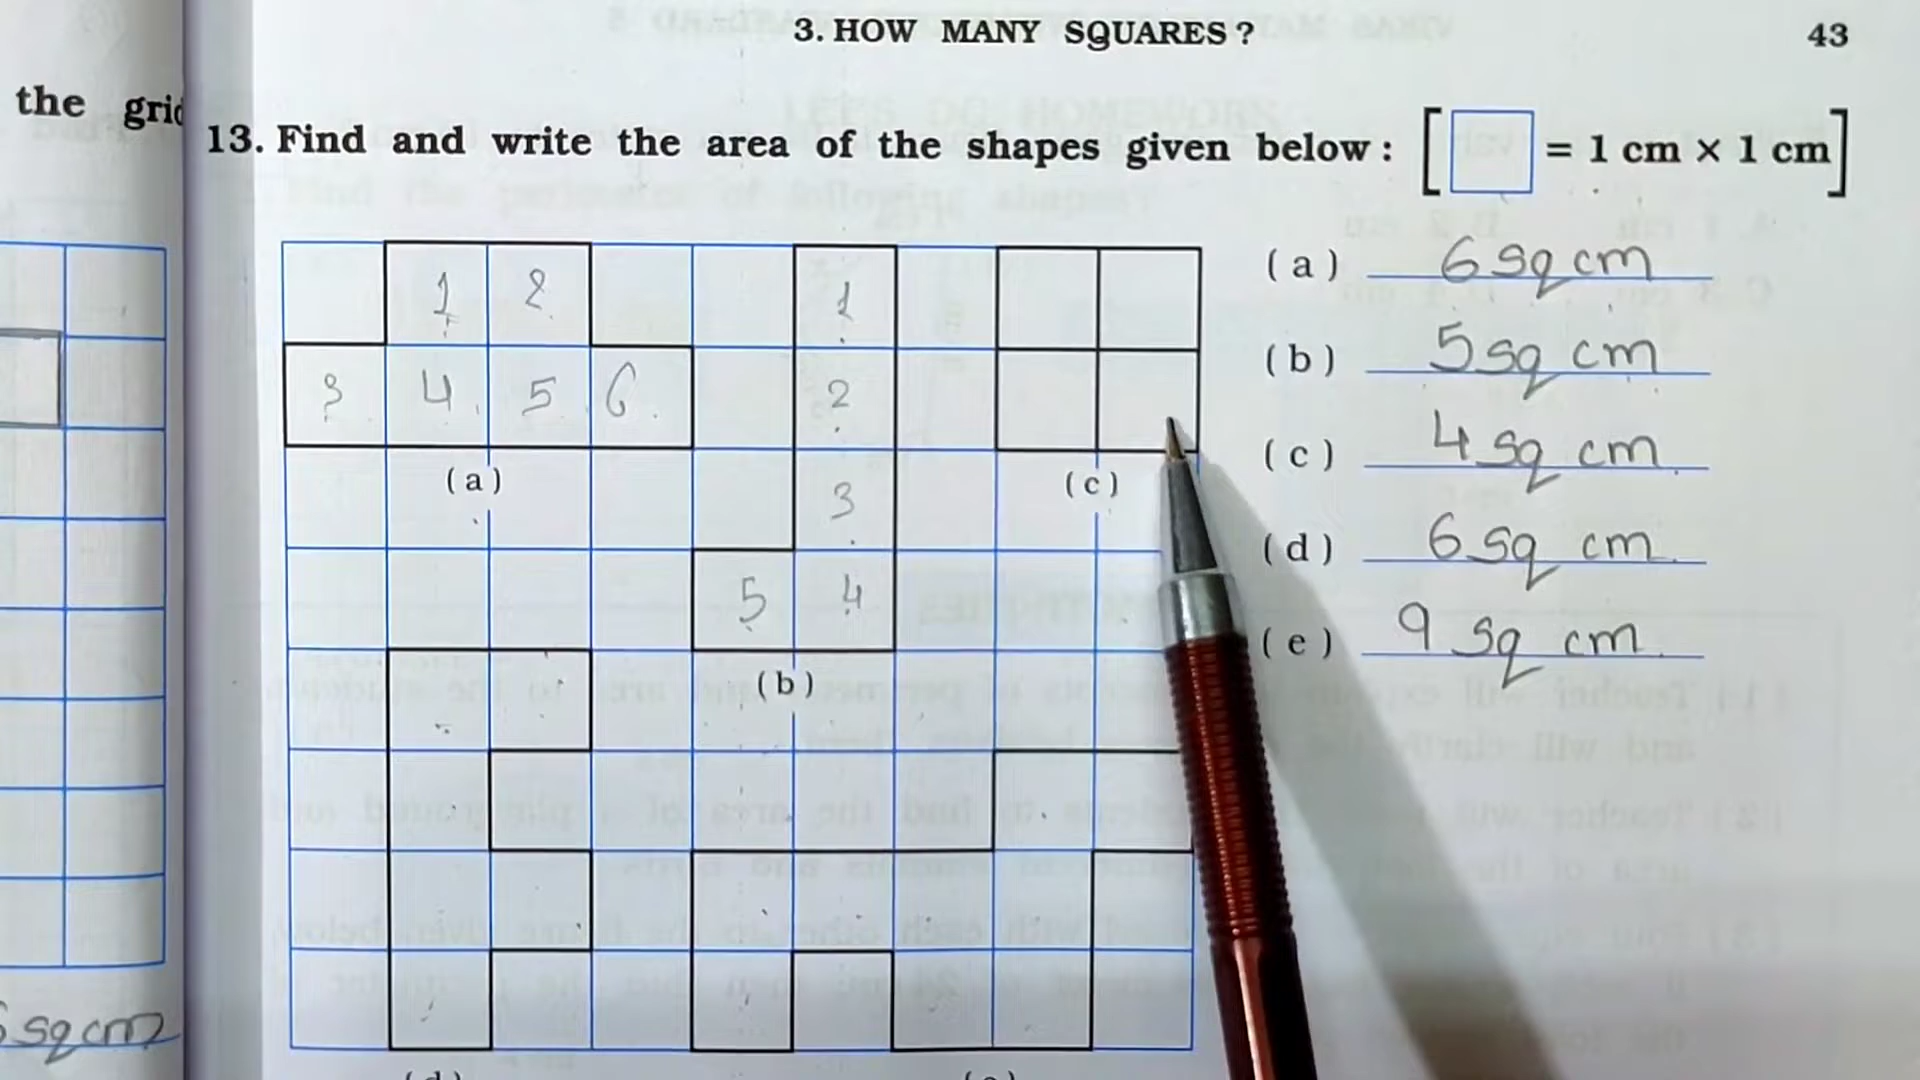 3. HOW MANY SQUARES ?
43
the grid
13. Find and write the area of the shapes given below : [ = 1 cm × 1 cm]
1 2 1
3 4 5 6 2
3
5 4
(a)
(c)
(b)
(a) 6 sq cm
(b) 5 sq cm
(c) 4 sq cm
(d) 6 sq cm
(e) 9 sq cm
sq cm